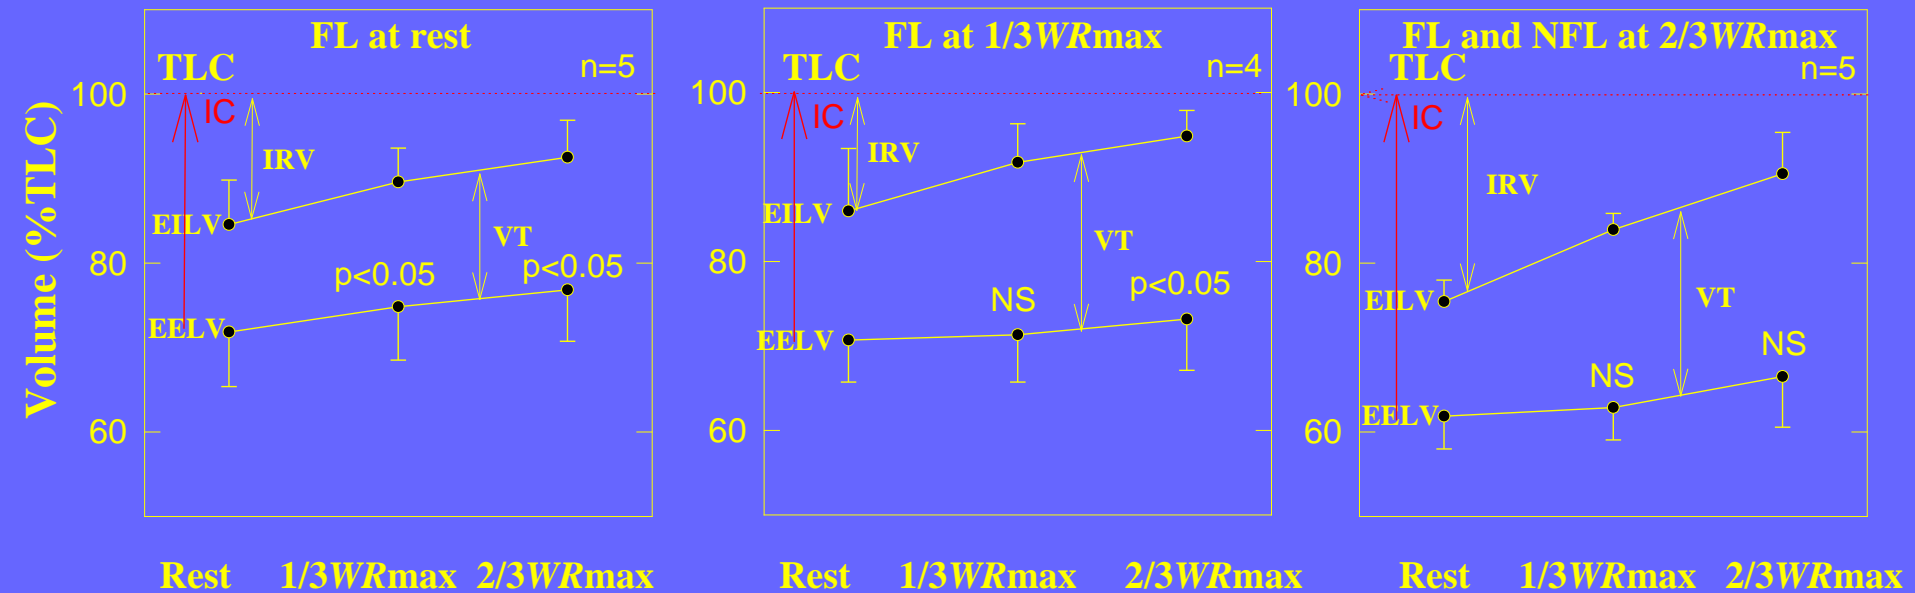 Volume (%TLC)
FL at rest
TLC
n=5
100
IC
IRV
EILV
VT
80
p<0.05
p<0.05
EELV
60
Rest 1/3WRmax 2/3WRmax
FL at 1/3WRmax
TLC
n=4
100
IC
IRV
EILV
VT
80
p<0.05
NS
EELV
60
Rest 1/3WRmax 2/3WRmax
FL and NFL at 2/3WRmax
TLC
n=5
100
IC
IRV
80
EILV
VT
NS
NS
EELV
60
Rest 1/3WRmax 2/3WRmax